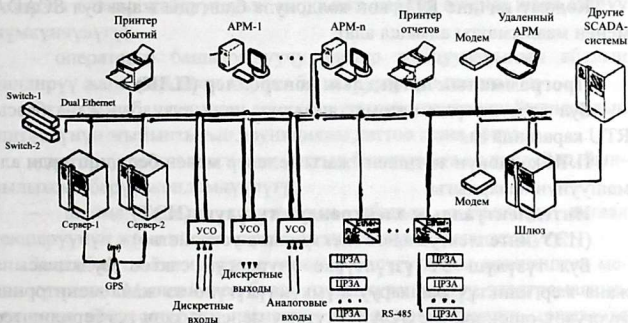 Принтер событий
АРМ-1
АРМ-n
Принтер отчетов
Модем
Удаленный АРМ
Другие SCADA-системы
Switch-1
Dual Ethernet
Switch-2
Сервер-1
Сервер-2
GPS
УСО
УСО
УСО
Модем
Шлюз
Дискретные выходы
Дискретные входы
Аналоговые входы
ЦРЗА
ЦРЗА
ЦРЗА
ЦРЗА
RS-485
ЦРЗА
ЦРЗА